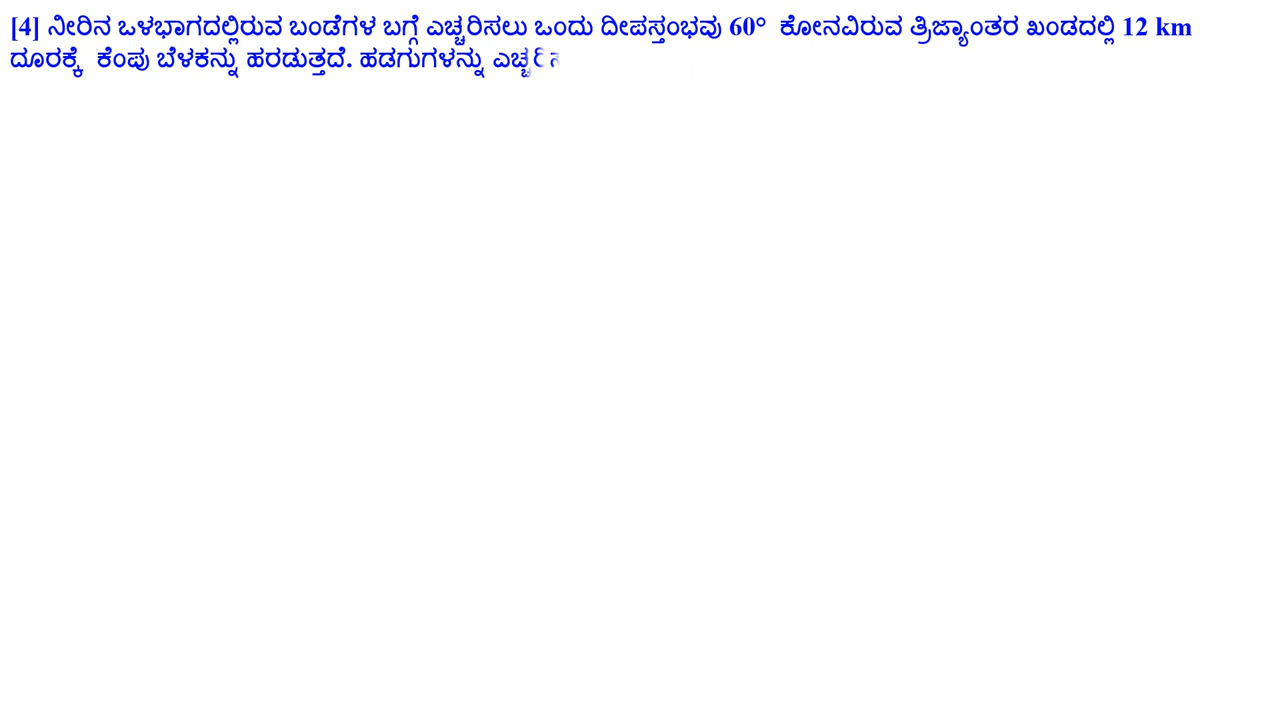 [4] ನೀರಿನ ಒಳಭಾಗದಲ್ಲಿರುವ ಬಂಡೆಗಳ ಬಗ್ಗೆ ಎಚ್ಚರಿಸಲು ಒಂದು ದೀಪಸ್ತಂಭವು 60° ಕೋನವಿರುವ ತ್ರಿಜ್ಯಾಂತರ ಖಂಡದಲ್ಲಿ 12 km
ದೂರಕ್ಕೆ ಕೆಂಪು ಬೆಳಕನ್ನು ಹರಡುತ್ತದೆ. ಹಡಗುಗಳನ್ನು